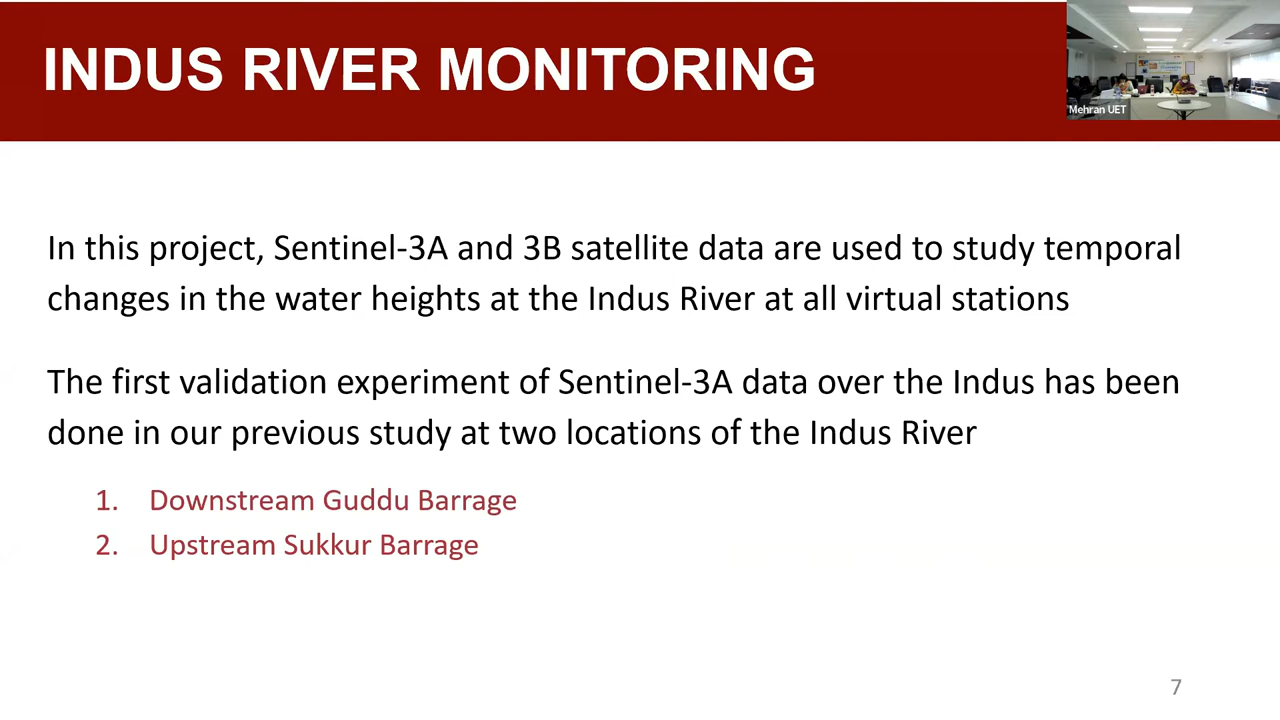 INDUS RIVER MONITORING
Mehran UET
In this project, Sentinel-3A and 3B satellite data are used to study temporal
changes in the water heights at the Indus River at all virtual stations
The first validation experiment of Sentinel-3A data over the Indus has been
done in our previous study at two locations of the Indus River
1. Downstream Guddu Barrage
2. Upstream Sukkur Barrage
7